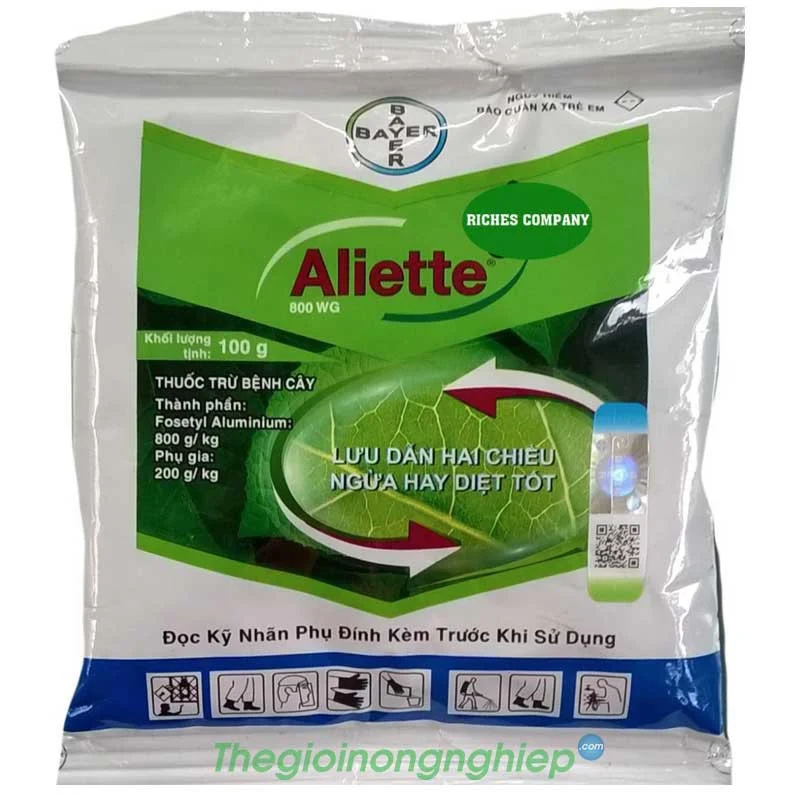 BAYER
BAYER
NGUY HIỂM
BẢO QUẢN XA TRẺ EM
RICHES COMPANY
Aliette®
800 WG
Khối lượng
tịnh: 100 g
THUỐC TRỪ BỆNH CÂY
Thành phần:
Fosetyl Aluminium:
800 g/ kg
Phụ gia:
200 g/ kg
LƯU DẪN HAI CHIỀU
NGỪA HAY DIỆT TỐT
Đọc Kỹ Nhãn Phụ Đính Kèm Trước Khi Sử Dụng
Thegioinongnghiep.com